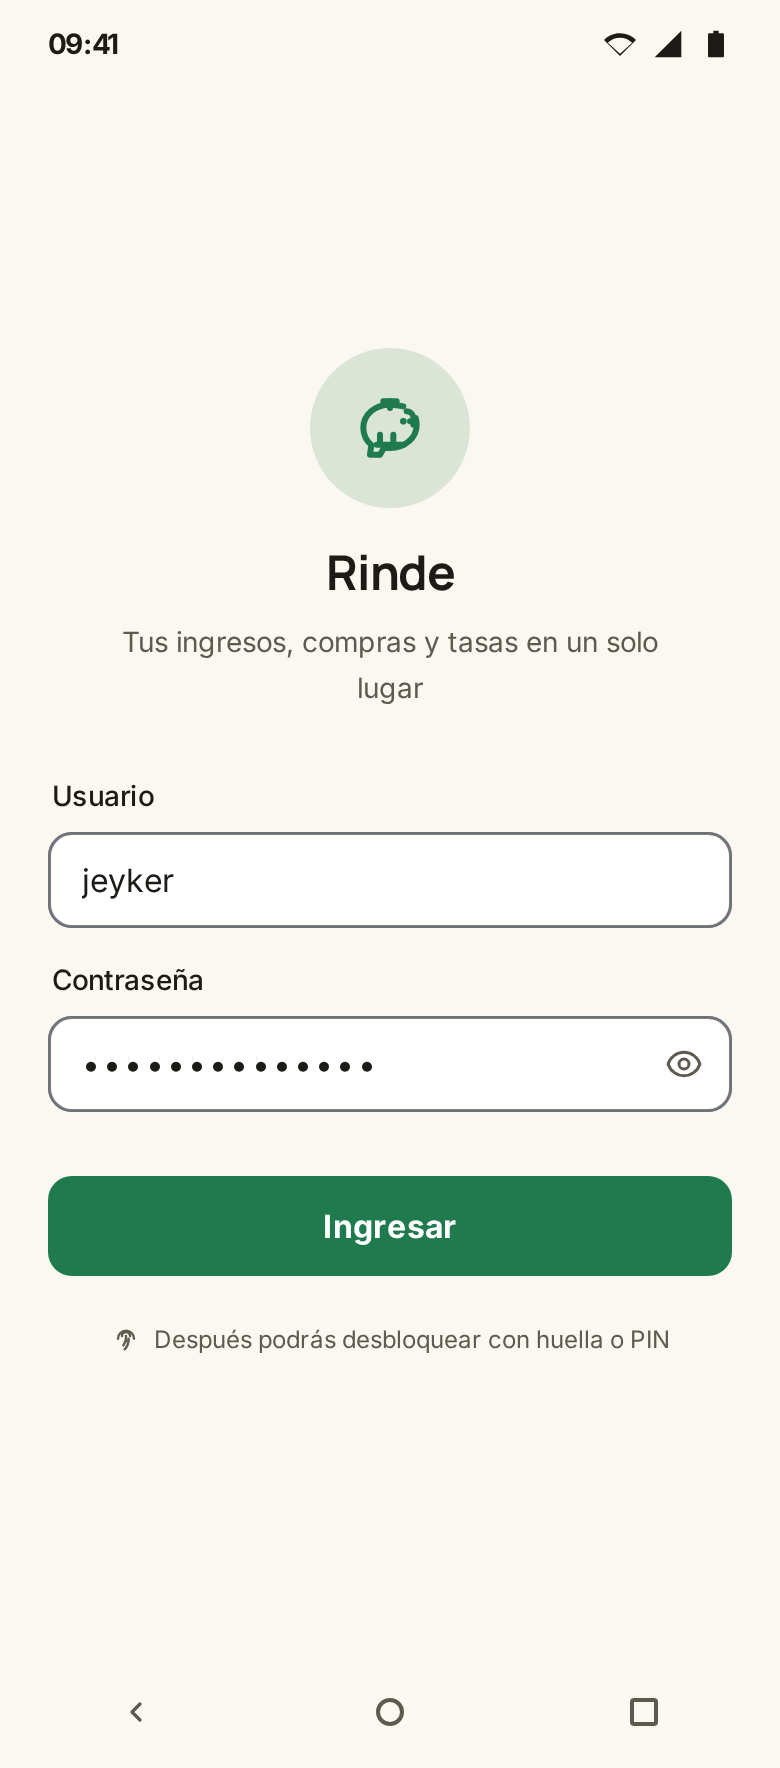 09:41
Rinde
Tus ingresos, compras y tasas en un solo
lugar
Usuario
jeyker
Contraseña
••••••••••••••
Ingresar
Después podrás desbloquear con huella o PIN